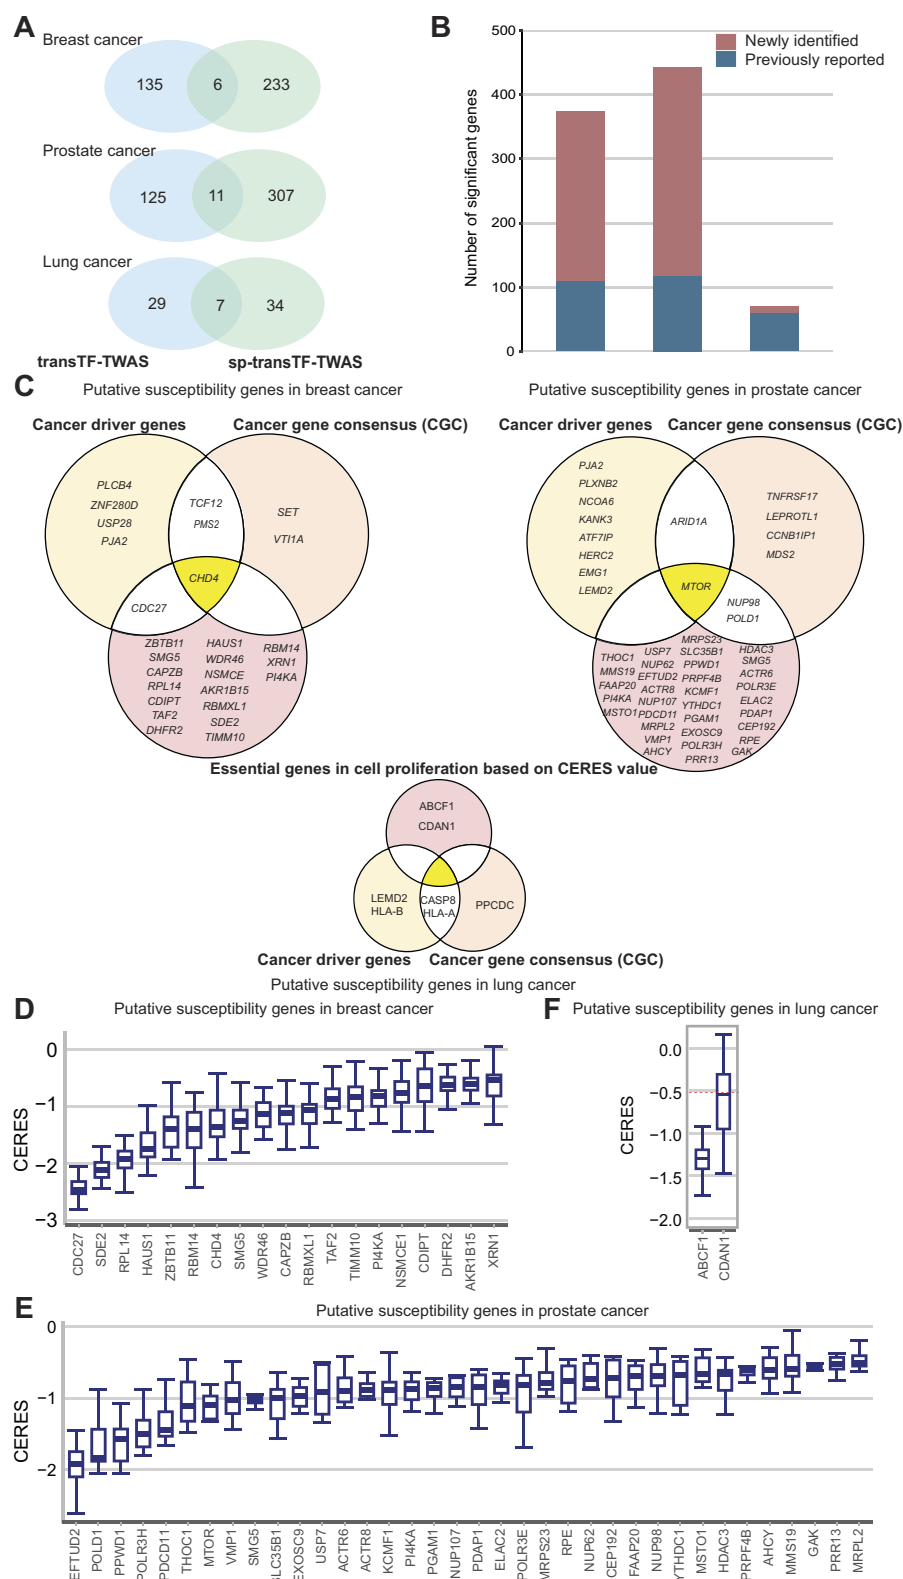 A
Breast cancer
135 6 233
Prostate cancer
125 11 307
Lung cancer
29 7 34
transTF-TWAS sp-transTF-TWAS
B
Number of significant genes
500
400
300
200
100
0
Newly identified
Previously reported
C
Putative susceptibility genes in breast cancer
Cancer driver genes Cancer gene consensus (CGC)
PLCB4
ZNF280D
USP28
PJA2
TCF12
PMS2
SET
VTI1A
CHD4
CDC27
ZBTB11
SMG5
CAPZB
RPL14
CDIPT
TAF2
DHFR2
HAUS1
WDR46
NSMCE
AKR1B15
RBMXL1
SDE2
TIMM10
RBM14
XRN1
PI4KA
Putative susceptibility genes in prostate cancer
Cancer driver genes Cancer gene consensus (CGC)
PJA2
PLXNB2
NCOA6
KANK3
ATF7IP
HERC2
EMG1
LEMD2
ARID1A
TNFRSF17
LEPROTL1
CCNB1IP1
MDS2
MTOR
NUP98
POLD1
THOC1
MMS19
FAAP20
PI4KA
MSTO1
USP7
NUP62
EFTUD2
ACTR8
NUP107
PDCD11
MRPL2
VMP1
AHCY
MRPS23
SLC35B1
PPWD1
PRPF4B
KCMF1
YTHDC1
PGAM1
EXOSC9
POLR3H
PRR13
HDAC3
SMG5
ACTR6
POLR3E
ELAC2
PDAP1
CEP192
RPE
GAK
Essential genes in cell proliferation based on CERES value
ABCF1
CDAN1
LEMD2
HLA-B
CASP8
HLA-A
PPCDC
Cancer driver genes Cancer gene consensus (CGC)
Putative susceptibility genes in lung cancer
D
Putative susceptibility genes in breast cancer
CERES
0
−1
−2
−3
CDC27
SDE2
RPL14
HAUS1
ZBTB11
RBM14
CHD4
SMG5
WDR46
CAPZB
RBMXL1
TAF2
TIMM10
PI4KA
NSMCE1
CDIPT
DHFR2
AKR1B15
XRN1
F
Putative susceptibility genes in lung cancer
CERES
0.0
−0.5
−1.0
−1.5
−2.0
ABCF1
CDAN1
E
Putative susceptibility genes in prostate cancer
CERES
0
−1
−2
EFTUD2
POLD1
PPWD1
POLR3H
PDCD11
THOC1
MTOR
VMP1
SMG5
SLC35B1
EXOSC9
USP7
ACTR6
ACTR8
KCMF1
PI4KA
PGAM1
NUP107
PDAP1
ELAC2
POLR3E
MRPS23
RPE
NUP62
CEP192
FAAP20
NUP98
YTHDC1
MSTO1
HDAC3
PRPF4B
AHCY
MMS19
GAK
PRR13
MRPL2